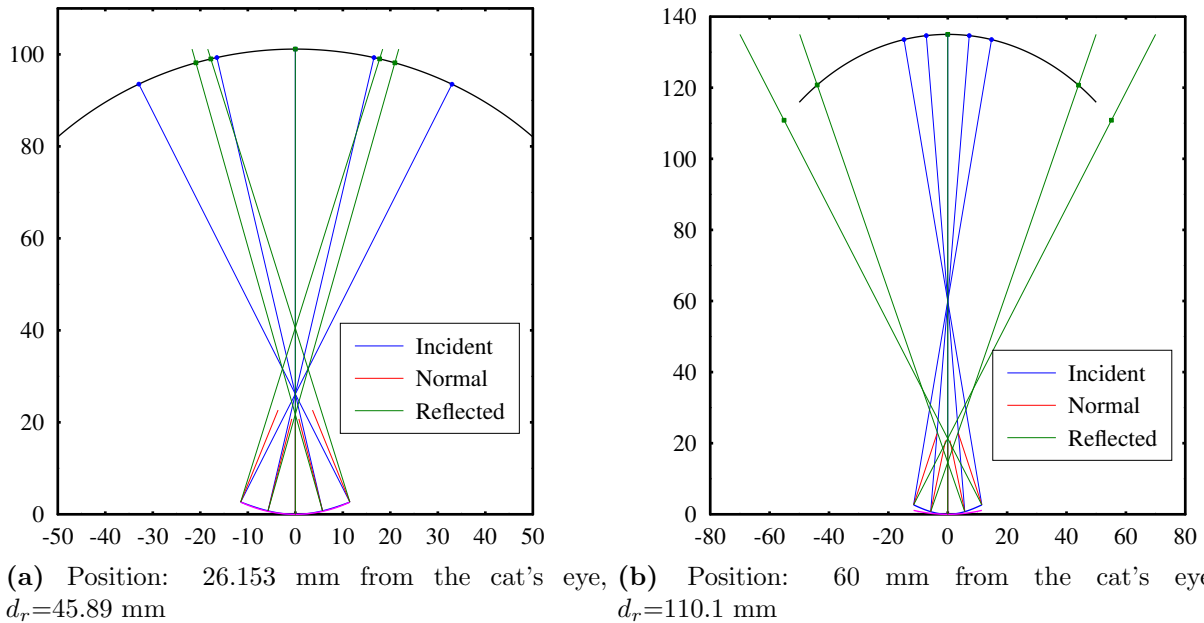 100
80
60
40
20
0
-50 -40 -30 -20 -10 0 10 20 30 40 50
Incident
Normal
Reflected
(a) Position: 26.153 mm from the cat's eye,
d_r=45.89 mm
140
120
100
80
60
40
20
0
-80 -60 -40 -20 0 20 40 60 80
Incident
Normal
Reflected
(b) Position: 60 mm from the cat's eye
d_r=110.1 mm